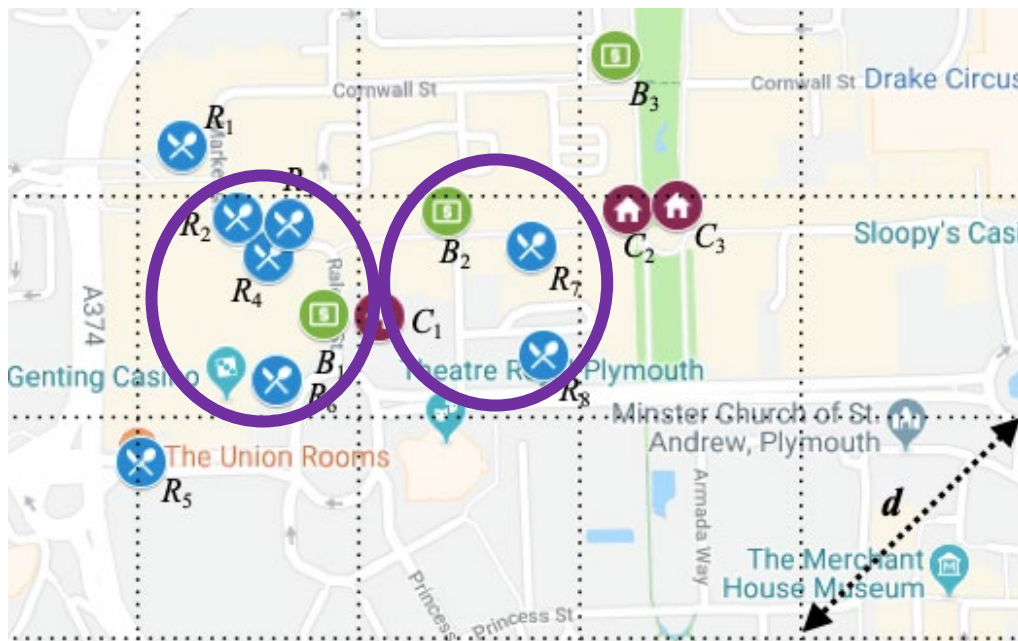 Cornwall St
Cornwall St
Drake Circus
B3
R1
R2
R4
B2
R7
C2
C3
Sloopy's Casi
A374
C1
B1
Genting Casino
Theatre Royal Plymouth
R8
Minster Church of St.
Andrew, Plymouth
The Union Rooms
R5
d
Armada Way
The Merchant
House Museum
Princess St
Princess